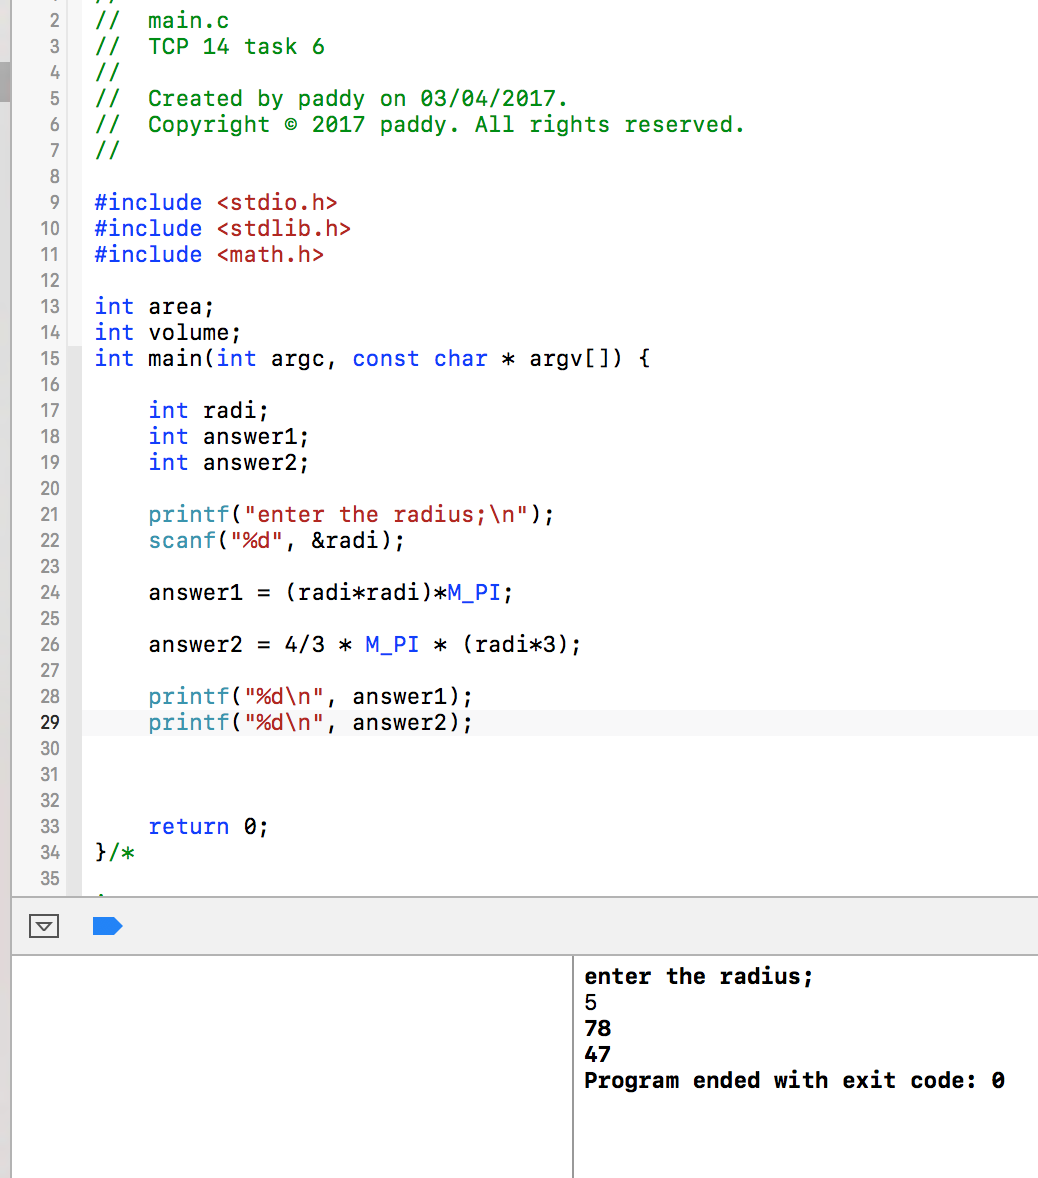 2 // main.c
3 // TCP 14 task 6
4 //
5 // Created by paddy on 03/04/2017.
6 // Copyright © 2017 paddy. All rights reserved.
7 //
8
9 #include <stdio.h>
10 #include <stdlib.h>
11 #include <math.h>
12
13 int area;
14 int volume;
15 int main(int argc, const char * argv[]) {
16
17 int radi;
18 int answer1;
19 int answer2;
20
21 printf("enter the radius;\n");
22 scanf("%d", &radi);
23
24 answer1 = (radi*radi)*M_PI;
25
26 answer2 = 4/3 * M_PI * (radi*3);
27
28 printf("%d\n", answer1);
29 printf("%d\n", answer2);
30
31
32
33 return 0;
34 }/*
35
enter the radius;
5
78
47
Program ended with exit code: 0